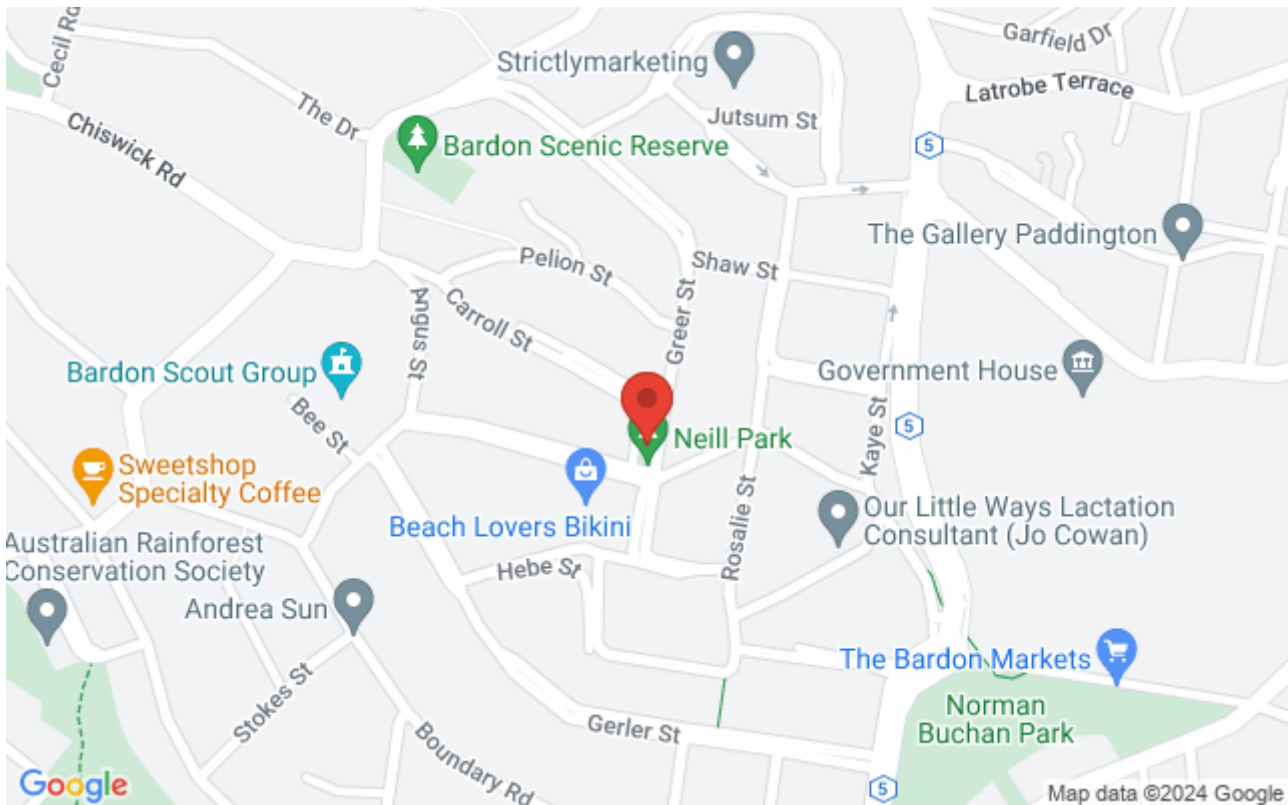 Cecil Rd
Garfield Dr
Strictlymarketing
Latrobe Terrace
The Dr
Jutsum St
Chiswick Rd
Bardon Scenic Reserve
5
The Gallery Paddington
Pelion St
Shaw St
Angus St
Carroll St
Greer St
Bardon Scout Group
Government House
Kaye St
5
Bee St
Neill Park
Sweetshop
Specialty Coffee
Beach Lovers Bikini
Rosalie St
Our Little Ways Lactation
Consultant (Jo Cowan)
Australian Rainforest
Conservation Society
Hebe St
Andrea Sun
The Bardon Markets
Stokes St
Norman
Buchan Park
Gerler St
Boundary Rd
5
Google
Map data ©2024 Google